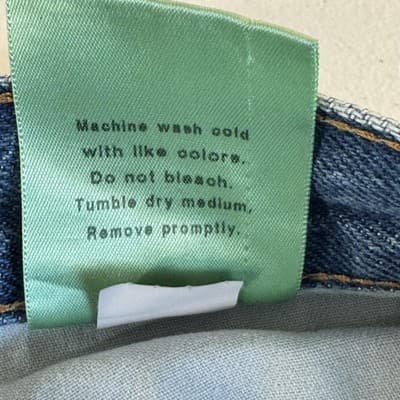 Machine wash cold
with like colors.
Do not bleach.
Tumble dry medium,
Remove promptly.